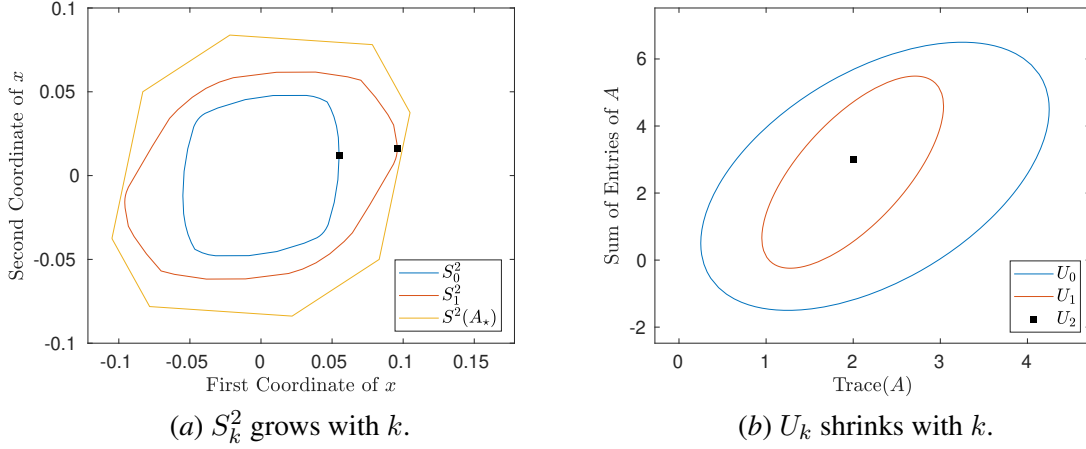 0.1
0.05
0
-0.05
-0.1
Second Coordinate of x
-0.1 -0.05 0 0.05 0.1 0.15
First Coordinate of x
S_0^2
S_1^2
S^2(A_⋆)
(a) S_k^2 grows with k.
6
4
2
0
-2
Sum of Entries of A
0 1 2 3 4
Trace(A)
U_0
U_1
U_2
(b) U_k shrinks with k.